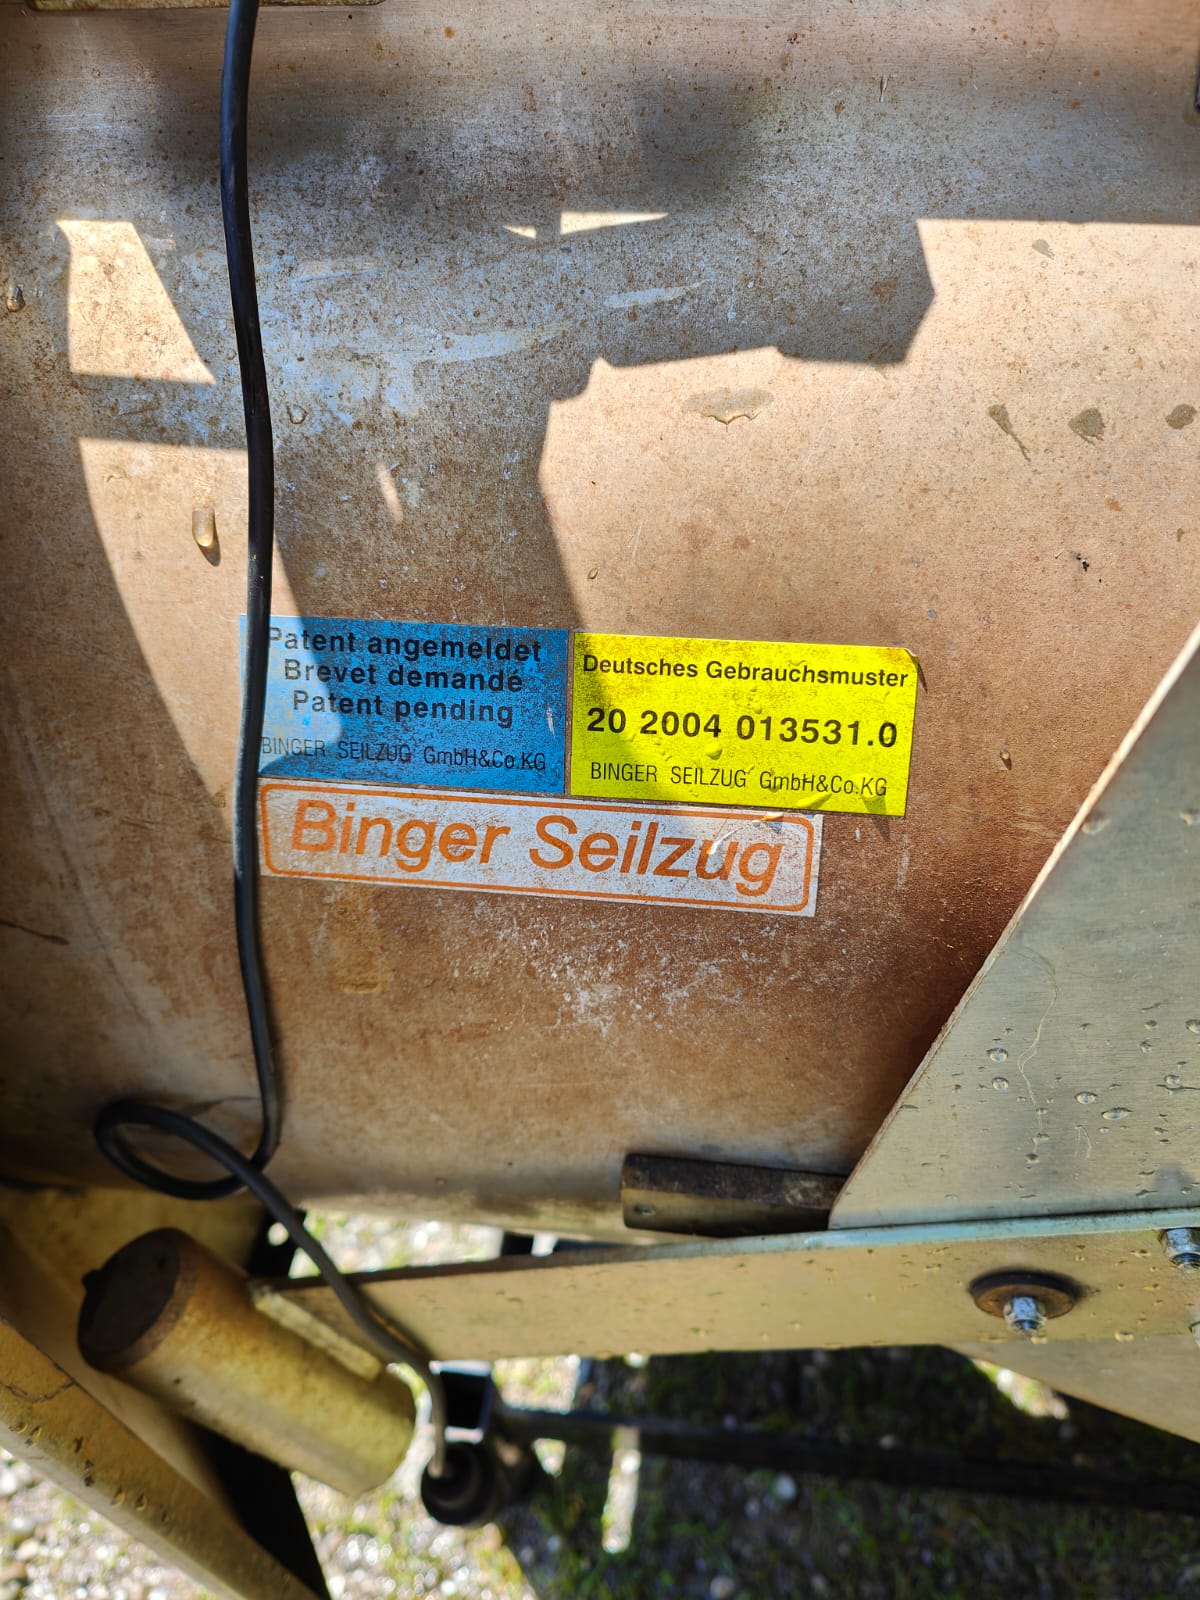 Patent angemeldet
Brevet demandé
Patent pending
BINGER SEILZUG GmbH&Co.KG
Deutsches Gebrauchsmuster
20 2004 013531.0
BINGER SEILZUG GmbH&Co.KG
Binger Seilzug